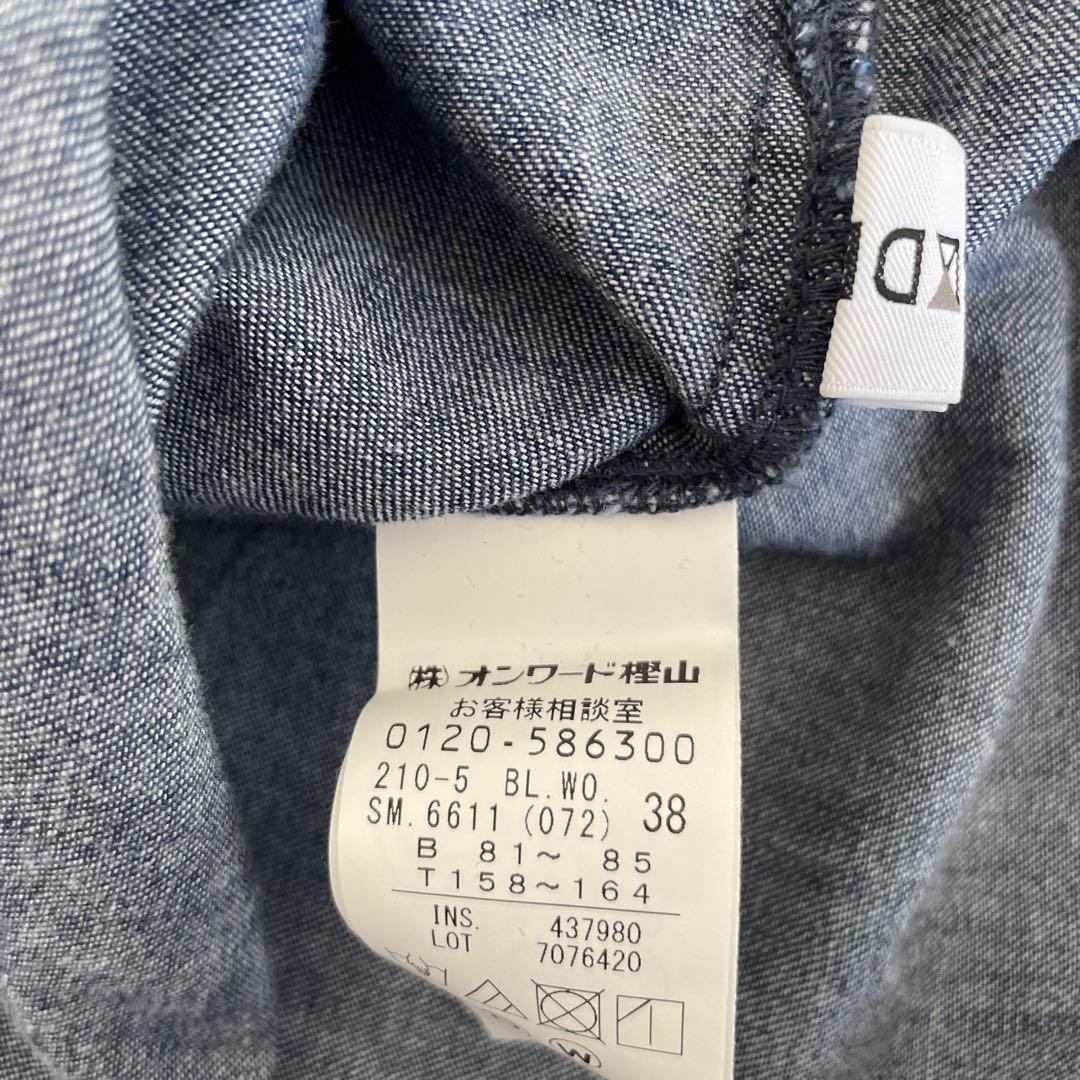 ㈱オンワード樫山
お客様相談室
0120-586300
210-5 BL.WO. 38
SM.6611 (072)
B 81～ 85
T158～164
INS. 437980
LOT 7076420
W